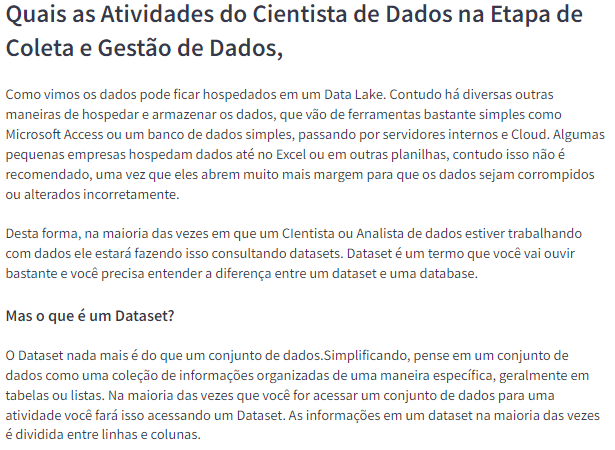 Quais as Atividades do Cientista de Dados na Etapa de
Coleta e Gestão de Dados,
Como vimos os dados pode ficar hospedados em um Data Lake. Contudo há diversas outras
maneiras de hospedar e armazenar os dados, que vão de ferramentas bastante simples como
Microsoft Access ou um banco de dados simples, passando por servidores internos e Cloud. Algumas
pequenas empresas hospedam dados até no Excel ou em outras planilhas, contudo isso não é
recomendado, uma vez que eles abrem muito mais margem para que os dados sejam corrompidos
ou alterados incorretamente.
Desta forma, na maioria das vezes em que um CIentista ou Analista de dados estiver trabalhando
com dados ele estará fazendo isso consultando datasets. Dataset é um termo que você vai ouvir
bastante e você precisa entender a diferença entre um dataset e uma database.
Mas o que é um Dataset?
O Dataset nada mais é do que um conjunto de dados.Simplificando, pense em um conjunto de
dados como uma coleção de informações organizadas de uma maneira específica, geralmente em
tabelas ou listas. Na maioria das vezes que você for acessar um conjunto de dados para uma
atividade você fará isso acessando um Dataset. As informações em um dataset na maioria das vezes
é dividida entre linhas e colunas.